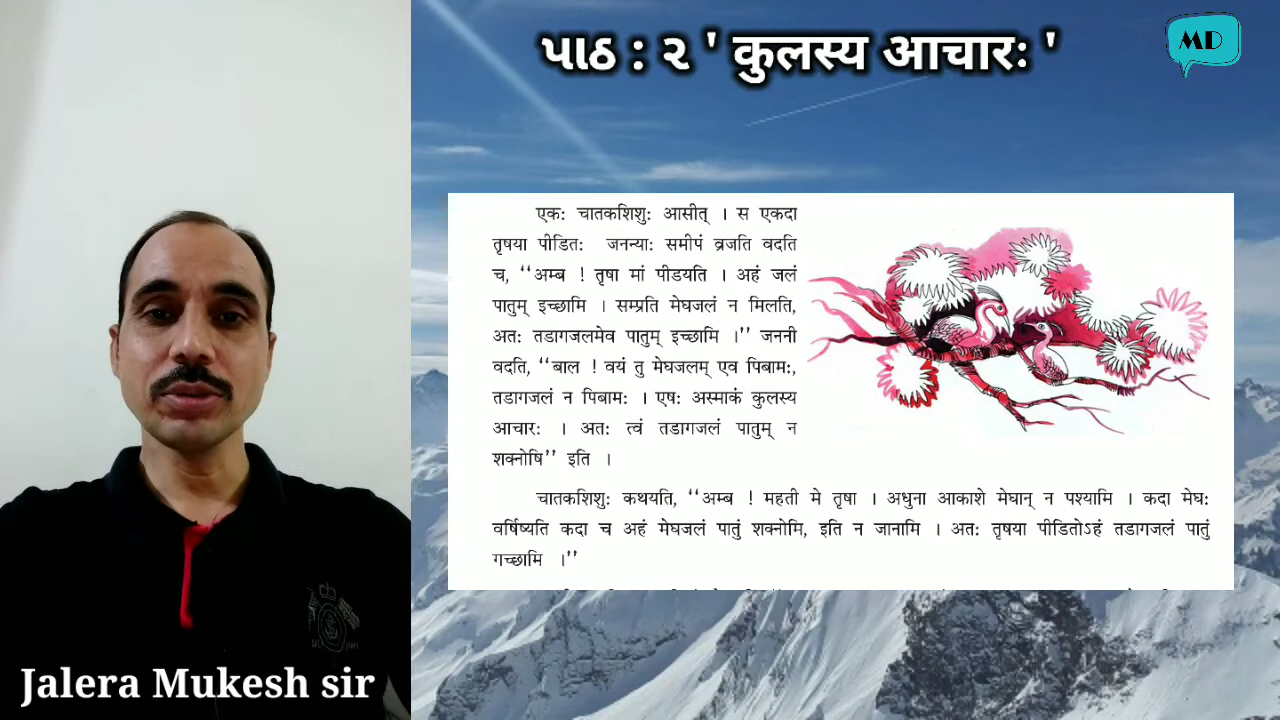 પાઠ : ૨ ' कुलस्य आचारः '
MD
एक: चातकशिशु: आसीत् । स एकदा
तृषया पीडित: जनन्या: समीपं व्रजति वदति
च, ‘‘अम्ब ! तृषा मां पीडयति । अहं जलं
पातुम् इच्छामि । सम्प्रति मेघजलं न मिलति,
अत: तडागजलमेव पातुम् इच्छामि ।’’ जननी
वदति, ‘‘बाल ! वयं तु मेघजलम् एव पिबाम:,
तडागजलं न पिबाम: । एष: अस्माकं कुलस्य
आचार: । अत: त्वं तडागजलं पातुम् न
शक्नोषि’’ इति ।
चातकशिशु: कथयति, ‘‘अम्ब ! महती मे तृषा । अधुना आकाशे मेघान् न पश्यामि । कदा मेघ:
वर्षिष्यति कदा च अहं मेघजलं पातुं शक्नोमि, इति न जानामि । अत: तृषया पीडितोऽहं तडागजलं पातुं
गच्छामि ।’’
Jalera Mukesh sir